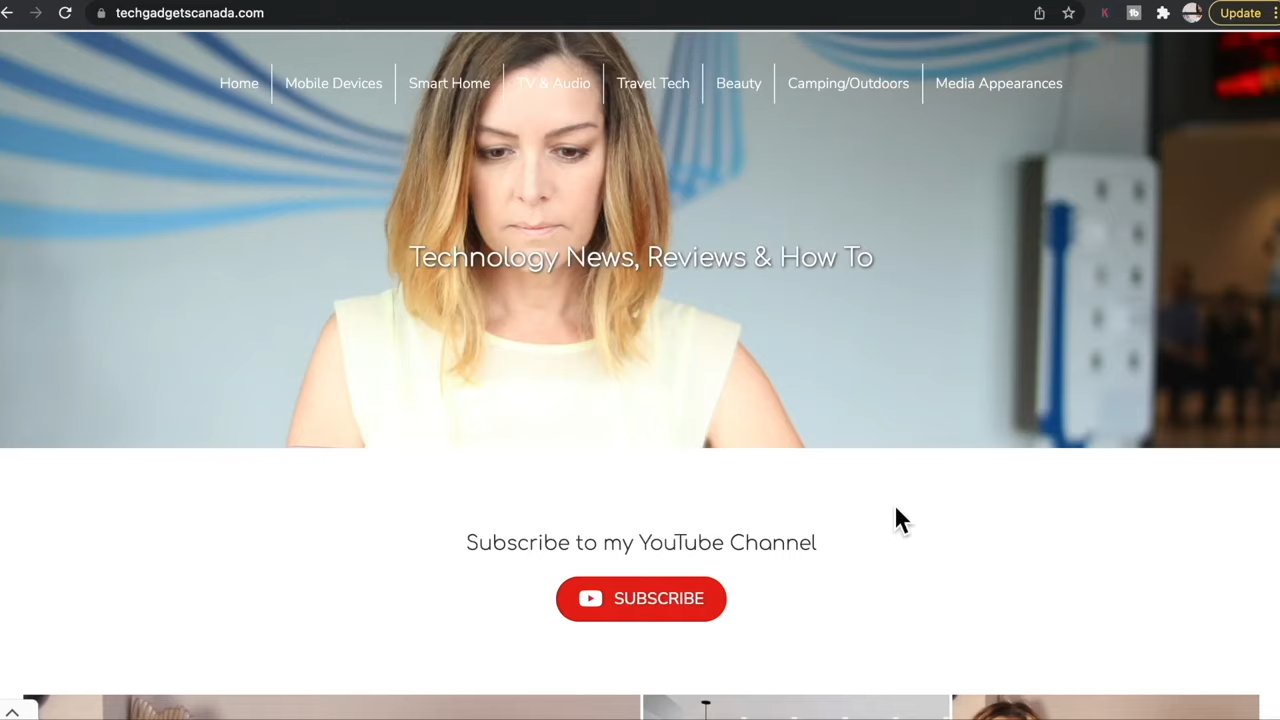 techgadgetscanada.com
Update
Home
Mobile Devices
Smart Home
TV & Audio
Travel Tech
Beauty
Camping/Outdoors
Media Appearances
Technology News, Reviews & How To
Subscribe to my YouTube Channel
SUBSCRIBE